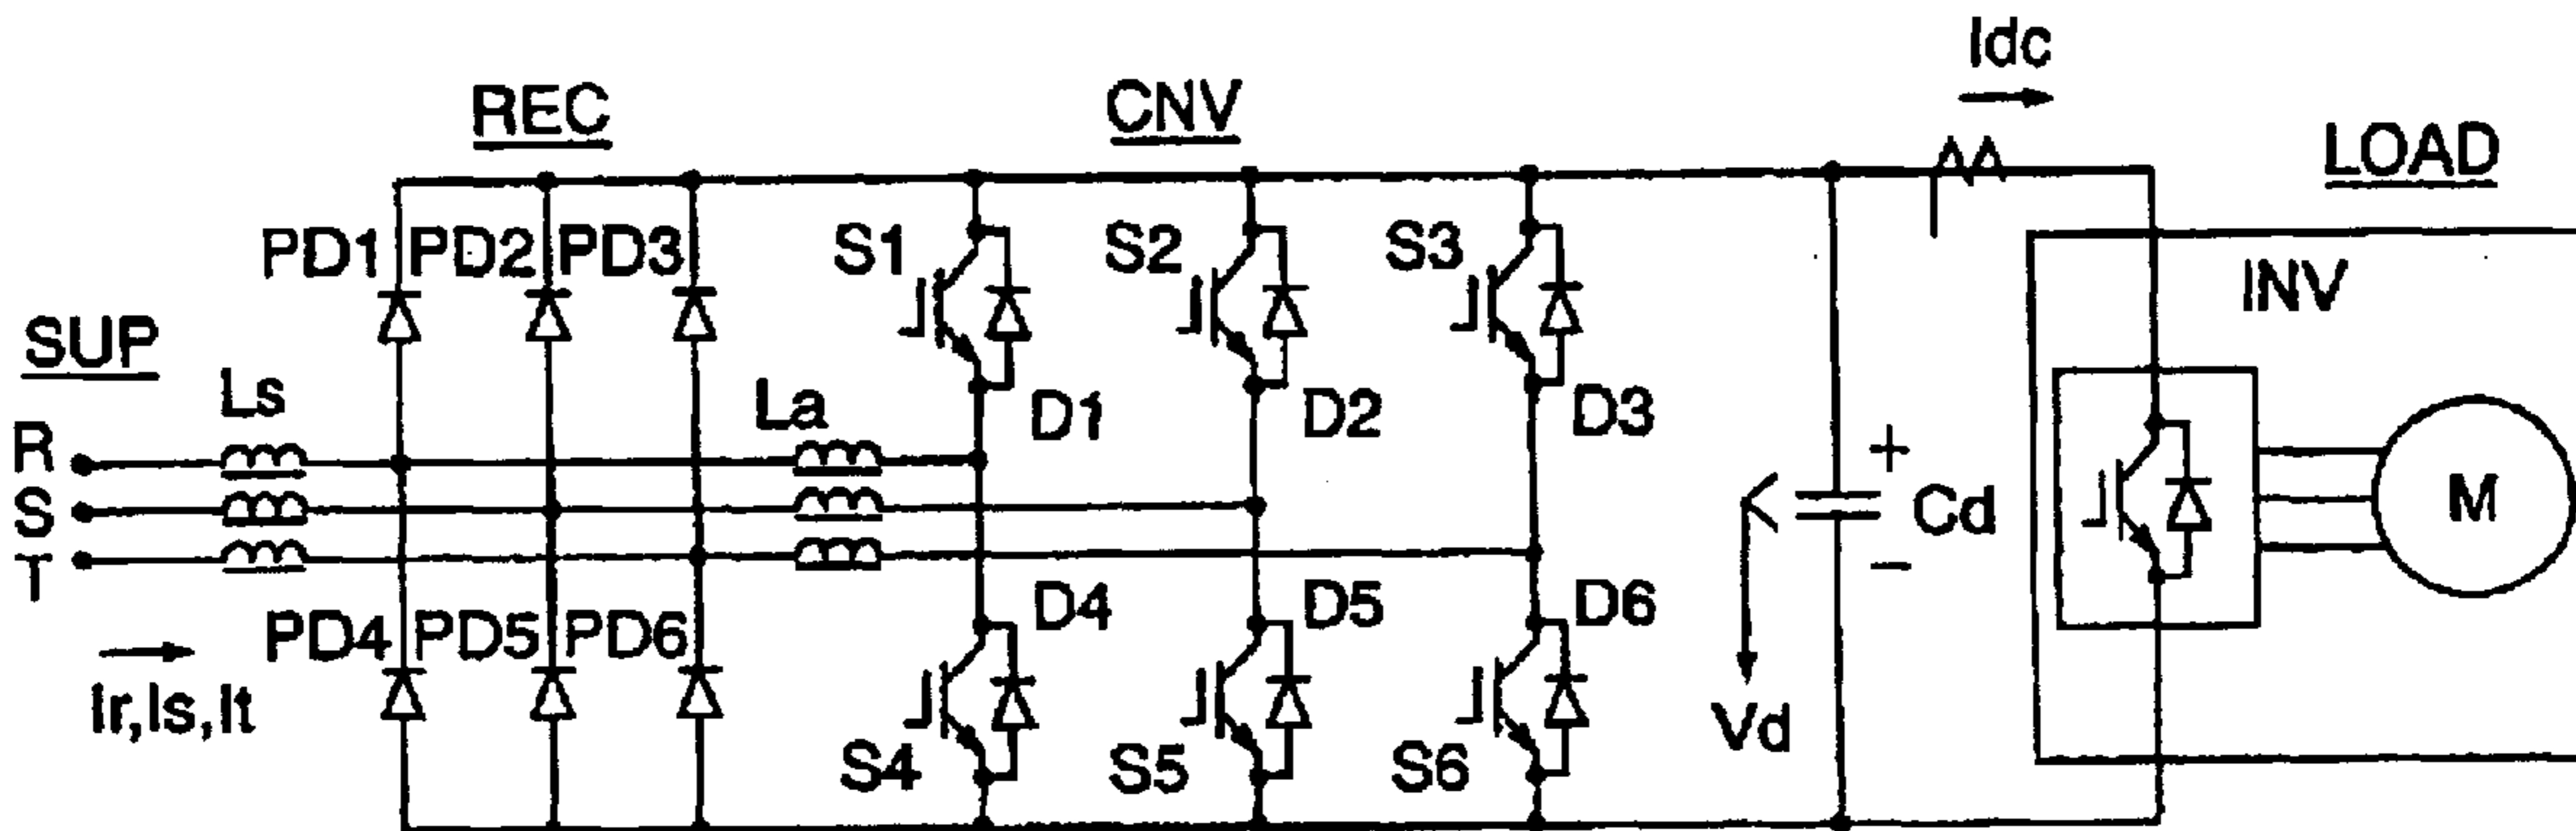 Idc
REC
CNV
LOAD
PD1 PD2 PD3
S1
S2
S3
INV
SUP
Ls
La
D1
D2
D3
R
S
T
+
Cd
−
M
D4
D5
D6
PD4 PD5 PD6
Ir,Is,It
S4
S5
S6
Vd